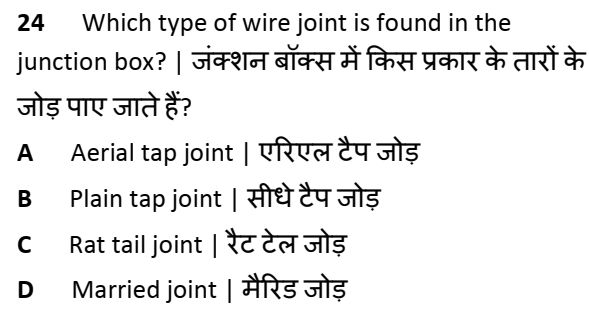 24 Which type of wire joint is found in the
junction box? | जंक्शन बॉक्स में किस प्रकार के तारों के
जोड़ पाए जाते हैं?
A Aerial tap joint | एरिएल टैप जोड़
B Plain tap joint | सीधे टैप जोड़
C Rat tail joint | रैट टेल जोड़
D Married joint | मैरिड जोड़